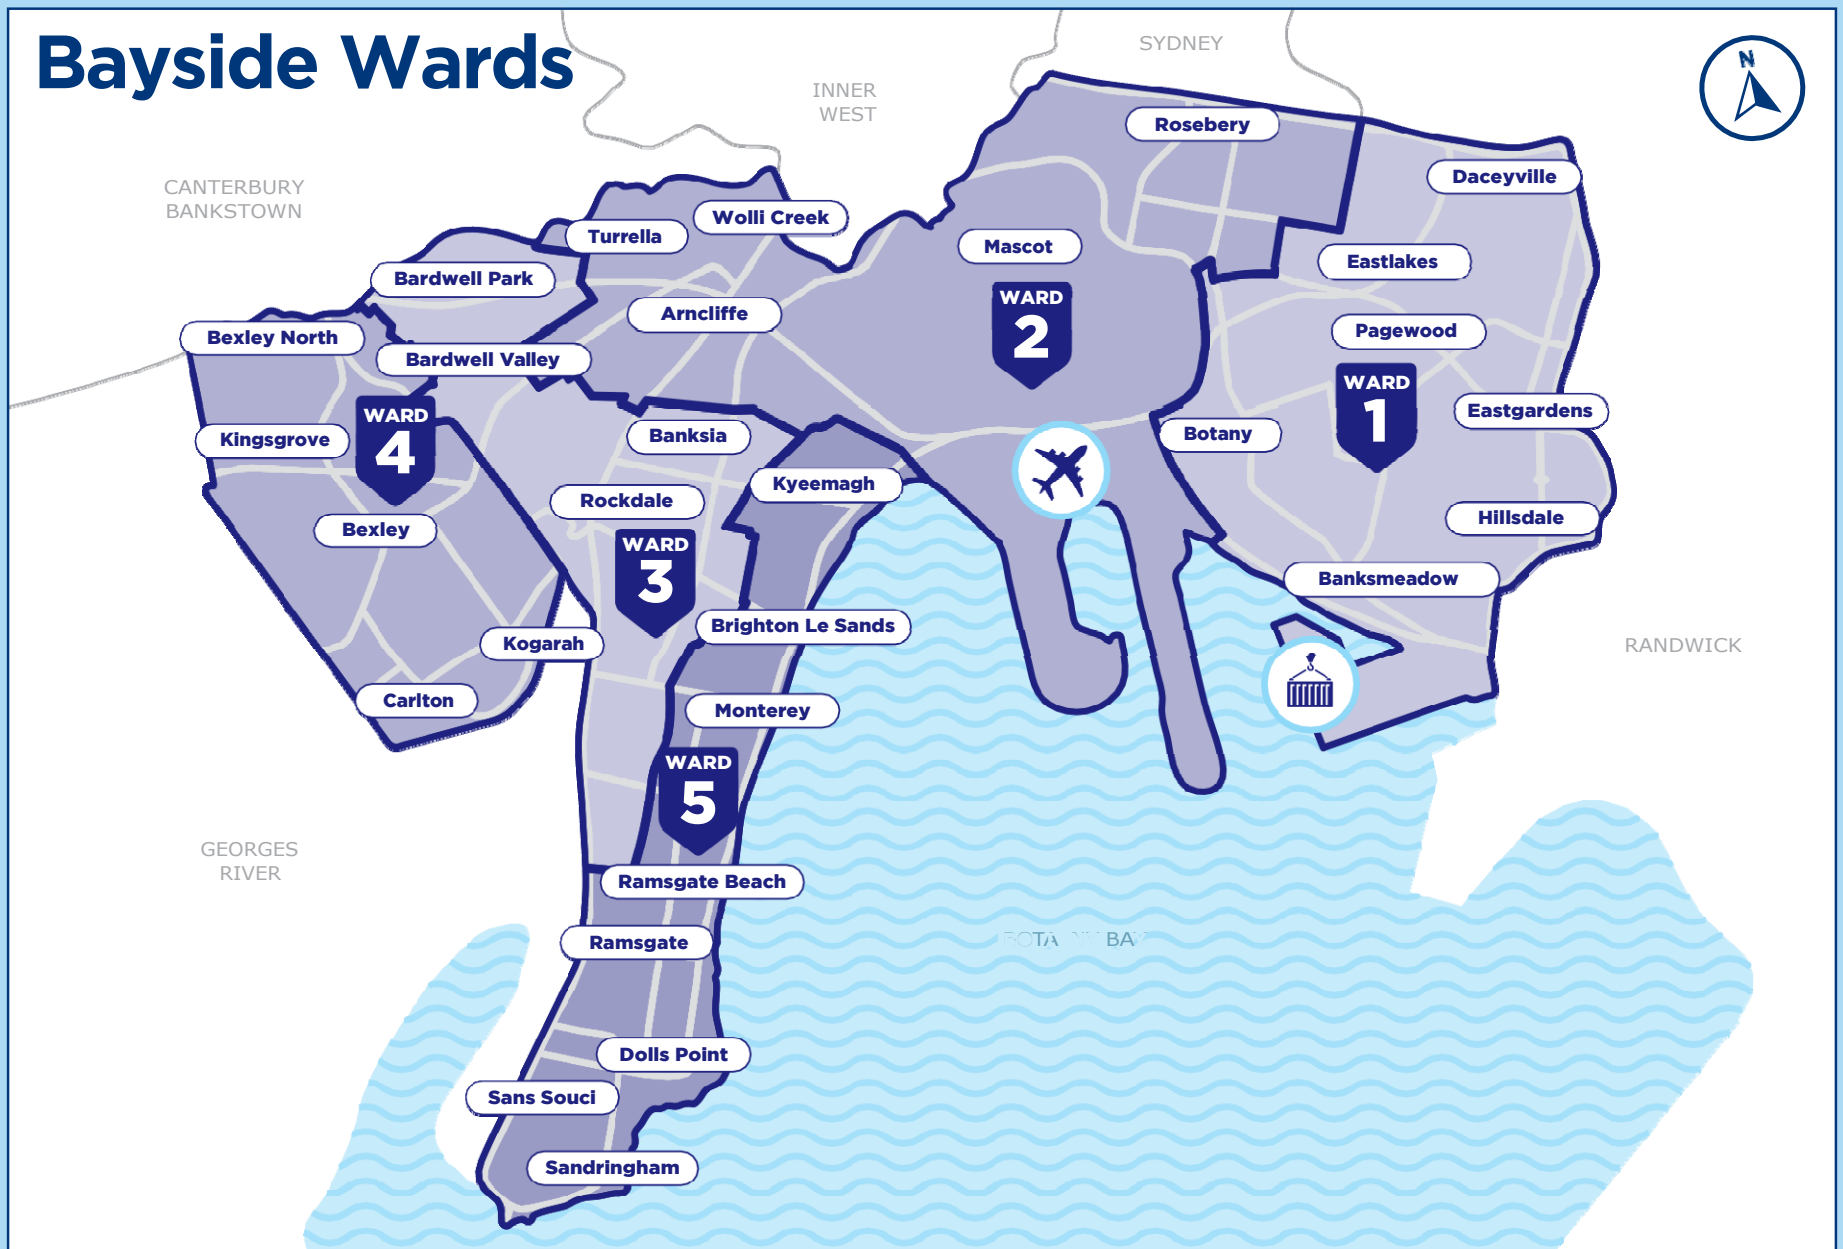 Bayside Wards
N
SYDNEY
INNER
WEST
CANTERBURY
BANKSTOWN
Rosebery
Daceyville
Wolli Creek
Turrella
Mascot
Eastlakes
Bardwell Park
WARD
2
Arncliffe
Pagewood
Bexley North
Bardwell Valley
WARD
1
Eastgardens
WARD
4
Kingsgrove
Banksia
Botany
Kyeemagh
Rockdale
Hillsdale
Bexley
WARD
3
Banksmeadow
Brighton Le Sands
Kogarah
RANDWICK
Carlton
Monterey
WARD
5
GEORGES
RIVER
Ramsgate Beach
Ramsgate
BOTANY BAY
Dolls Point
Sans Souci
Sandringham